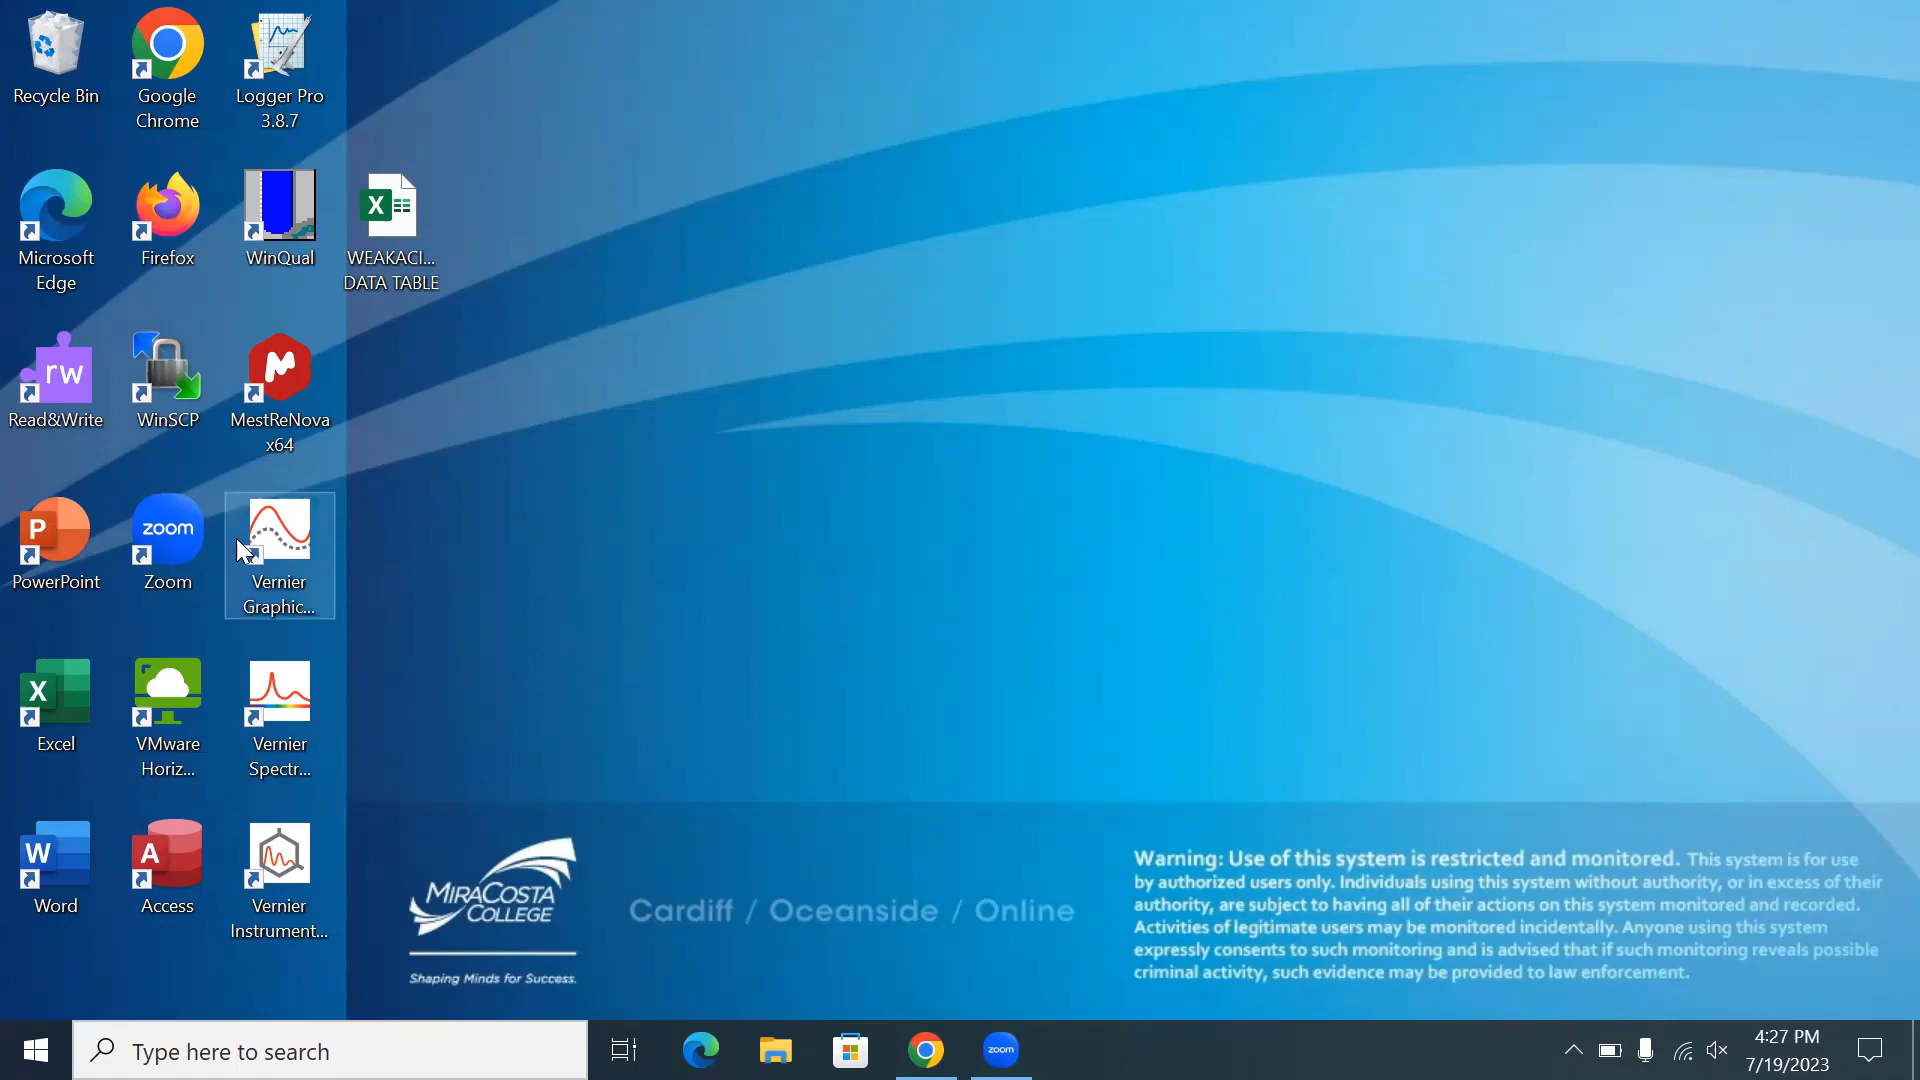 Recycle Bin
Google
Chrome
Logger Pro
3.8.7
Microsoft
Edge
Firefox
WinQual
X
WEAKACI...
DATA TABLE
rw
Read&Write
WinSCP
MestReNova
x64
P
PowerPoint
zoom
Zoom
Vernier
Graphic...
X
Excel
VMware
Horiz...
Vernier
Spectr...
W
Word
A
Access
Vernier
Instrument...
MIRACOSTA
COLLEGE
Shaping Minds for Success.
Cardiff / Oceanside / Online
Warning: Use of this system is restricted and monitored. This system is for use
by authorized users only. Individuals using this system without authority, or in excess of their
authority, are subject to having all of their actions on this system monitored and recorded.
Activities of legitimate users may be monitored incidentally. Anyone using this system
expressly consents to such monitoring and is advised that if such monitoring reveals possible
criminal activity, such evidence may be provided to law enforcement.
Type here to search
zoom
4:27 PM
7/19/2023